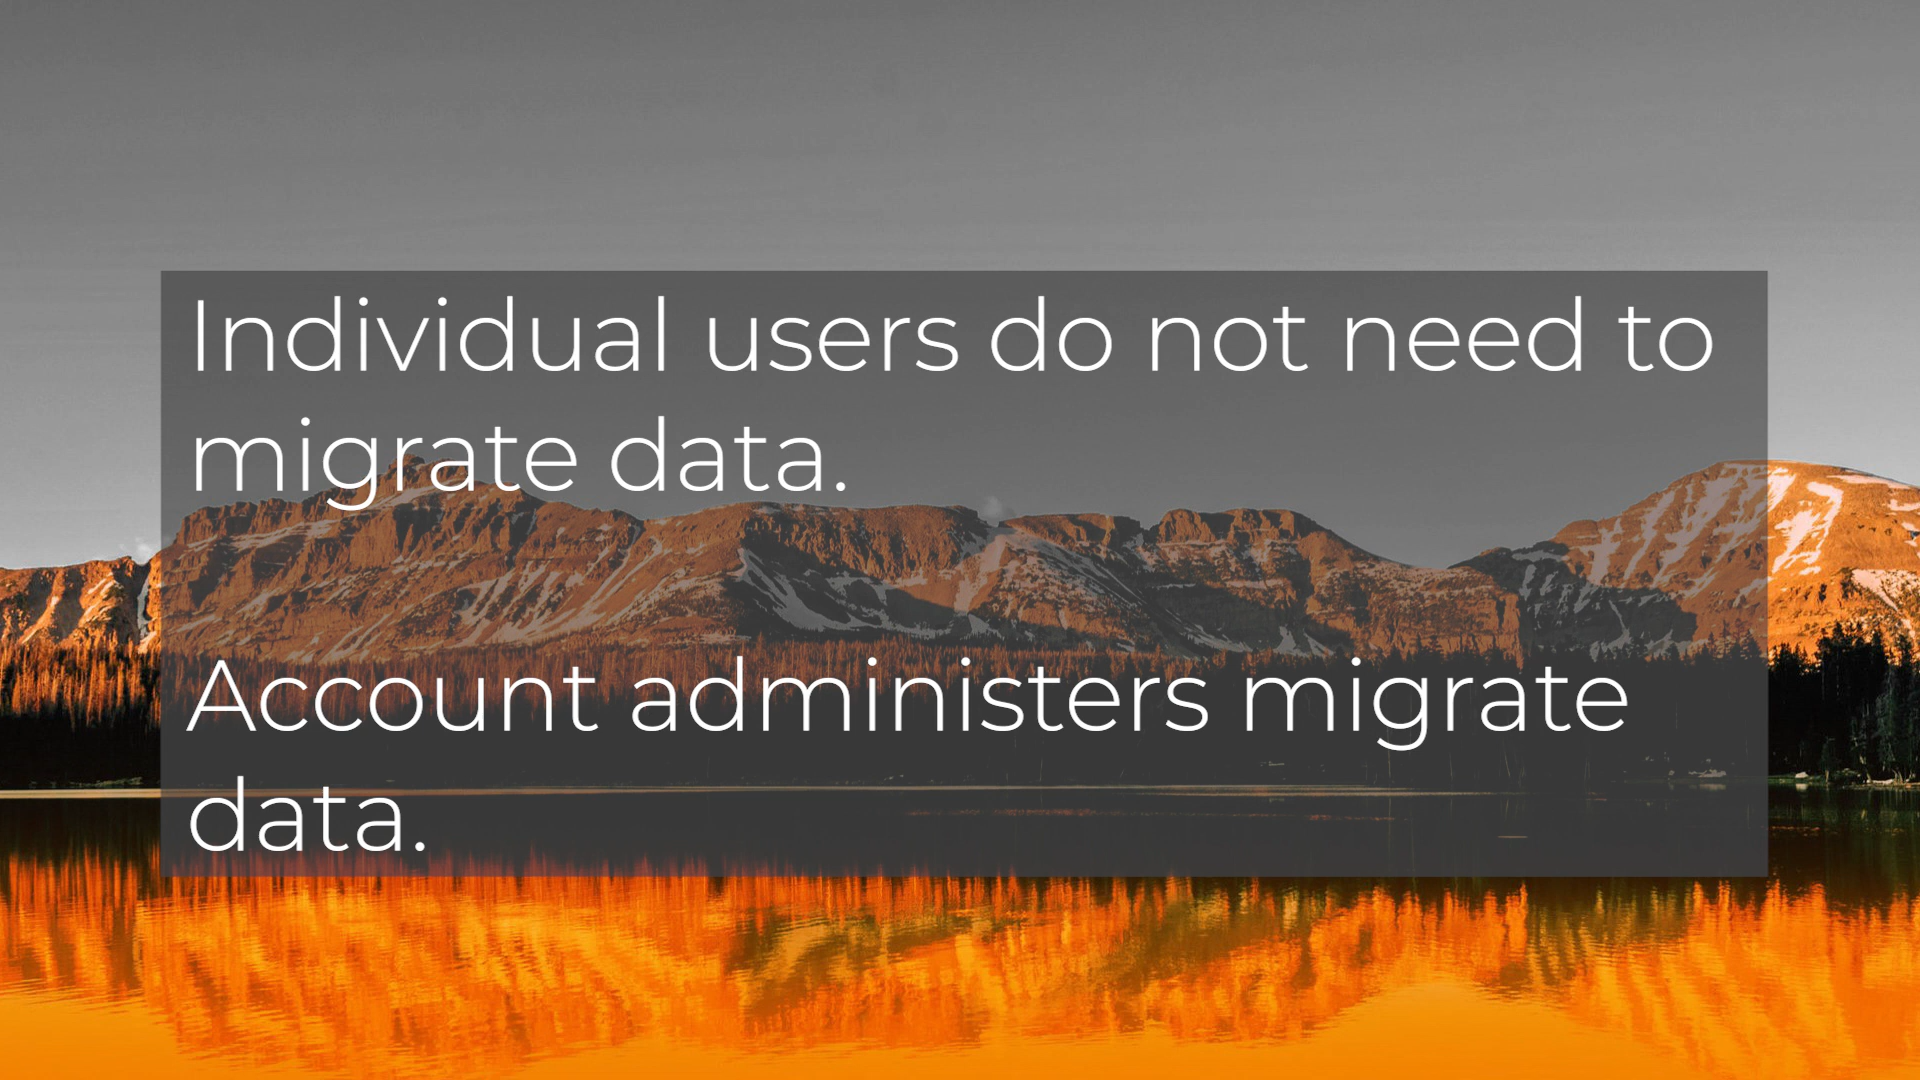 Individual users do not need to
migrate data.
Account administers migrate
data.